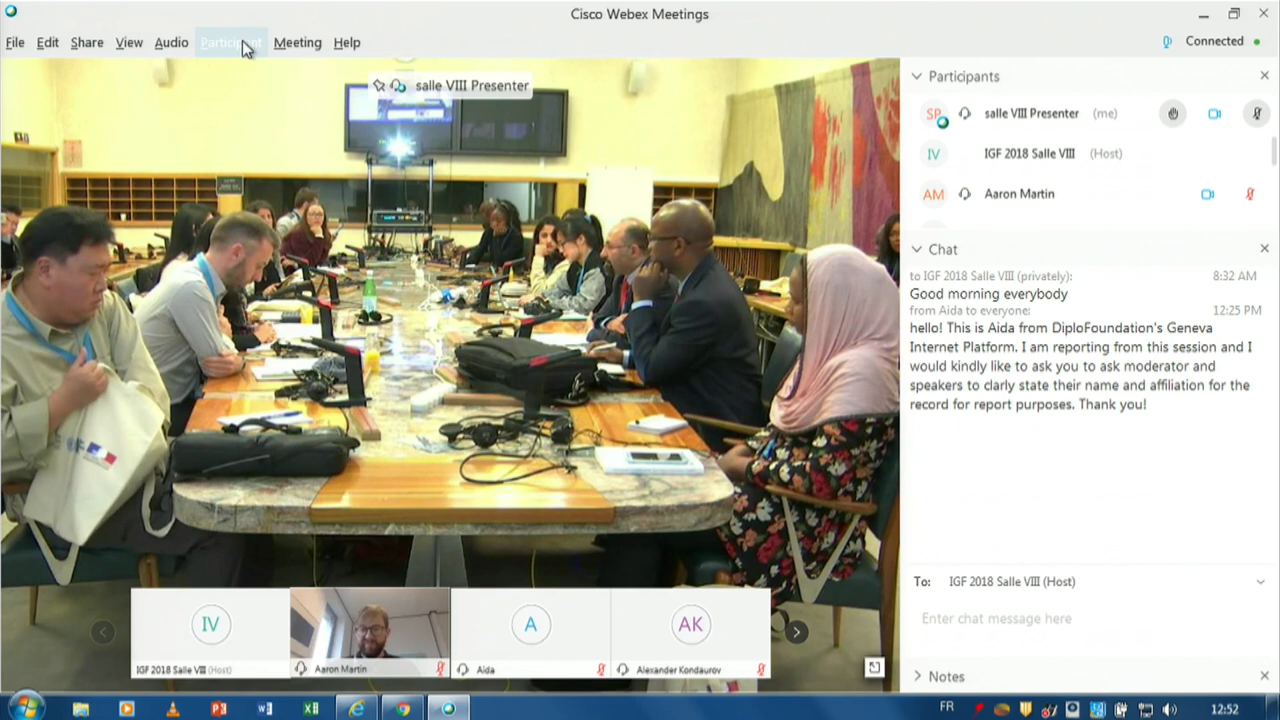 Cisco Webex Meetings
File Edit Share View Audio Participant Meeting Help
Connected
salle VIII Presenter
Participants
SP salle VIII Presenter (me)
IV IGF 2018 Salle VIII (Host)
AM Aaron Martin
Chat
to IGF 2018 Salle VIII (privately): 8:32 AM
Good morning everybody
from Aida to everyone: 12:25 PM
hello! This is Aida from DiploFoundation's Geneva
Internet Platform. I am reporting from this session and I
would kindly like to ask you to ask moderator and
speakers to clarly state their name and affiliation for the
record for report purposes. Thank you!
To: IGF 2018 Salle VIII (Host)
Enter chat message here
Notes
IV
IGF 2018 Salle VIII (Host)
Aaron Martin
A
Aida
AK
Alexander Kondaurov
FR
12:52